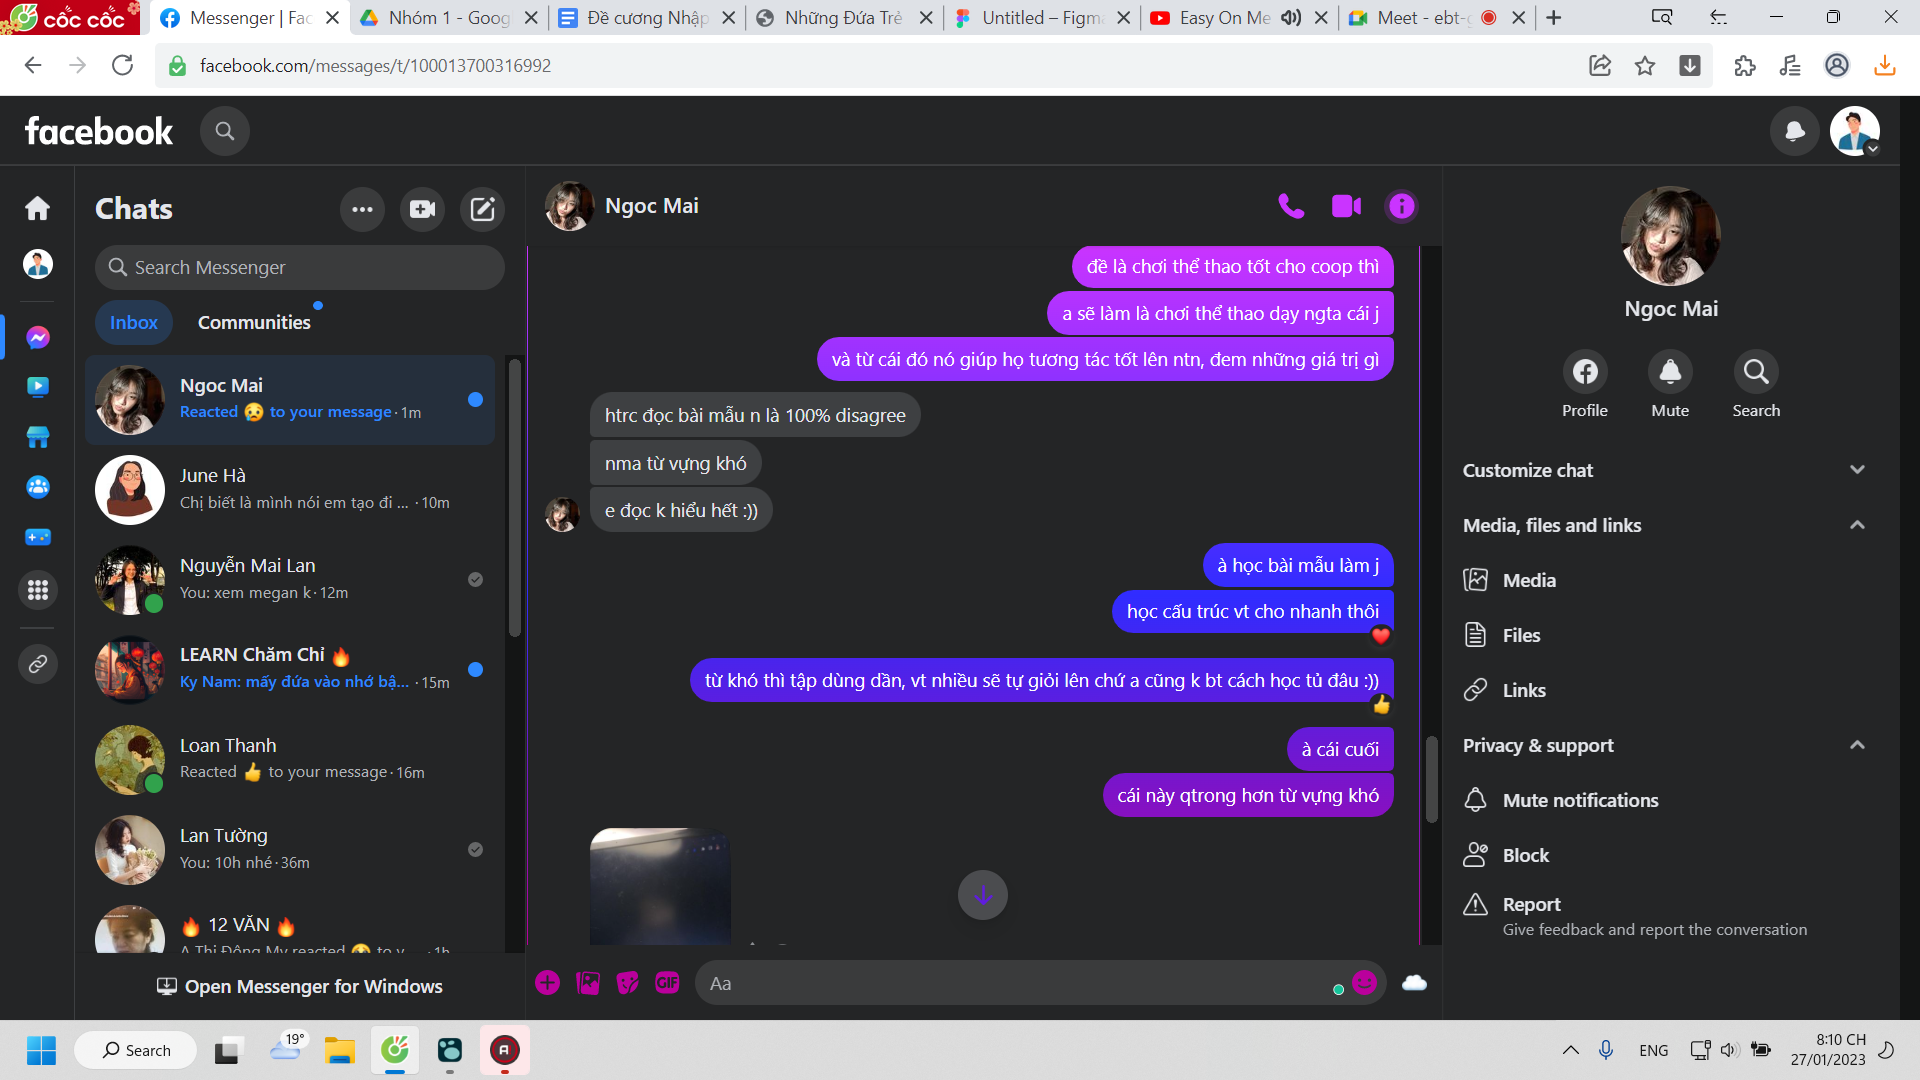 cốc cốc
Messenger | Fac
Nhóm 1 - Goog
Đề cương Nhập
Những Đứa Trẻ
Untitled – Figma
Easy On Me
Meet - ebt-
facebook.com/messages/t/100013700316992
facebook
Chats
Search Messenger
Inbox
Communities
Ngoc Mai
Reacted 😥 to your message · 1m
June Hà
Chị biết là mình nói em tạo đi ... · 10m
Nguyễn Mai Lan
You: xem megan k · 12m
LEARN Chăm Chỉ 🔥
Ky Nam: mấy đứa vào nhớ bậ... · 15m
Loan Thanh
Reacted 👍 to your message · 16m
Lan Tường
You: 10h nhé · 36m
🔥 12 VĂN 🔥
A Thi Đông My reacted 😥 to y... · 1h
Open Messenger for Windows
Ngoc Mai
đề là chơi thể thao tốt cho coop thì
a sẽ làm là chơi thể thao dạy ngta cái j
và từ cái đó nó giúp họ tương tác tốt lên ntn, đem những giá trị gì
htrc đọc bài mẫu n là 100% disagree
nma từ vựng khó
e đọc k hiểu hết :))
à học bài mẫu làm j
học cấu trúc vt cho nhanh thôi
từ khó thì tập dùng dần, vt nhiều sẽ tự giỏi lên chứ a cũng k bt cách học tủ đâu :))
à cái cuối
cái này qtrong hơn từ vựng khó
GIF
Aa
Ngoc Mai
Profile
Mute
Search
Customize chat
Media, files and links
Media
Files
Links
Privacy & support
Mute notifications
Block
Report
Give feedback and report the conversation
Search
19°
A
ENG
8:10 CH
27/01/2023